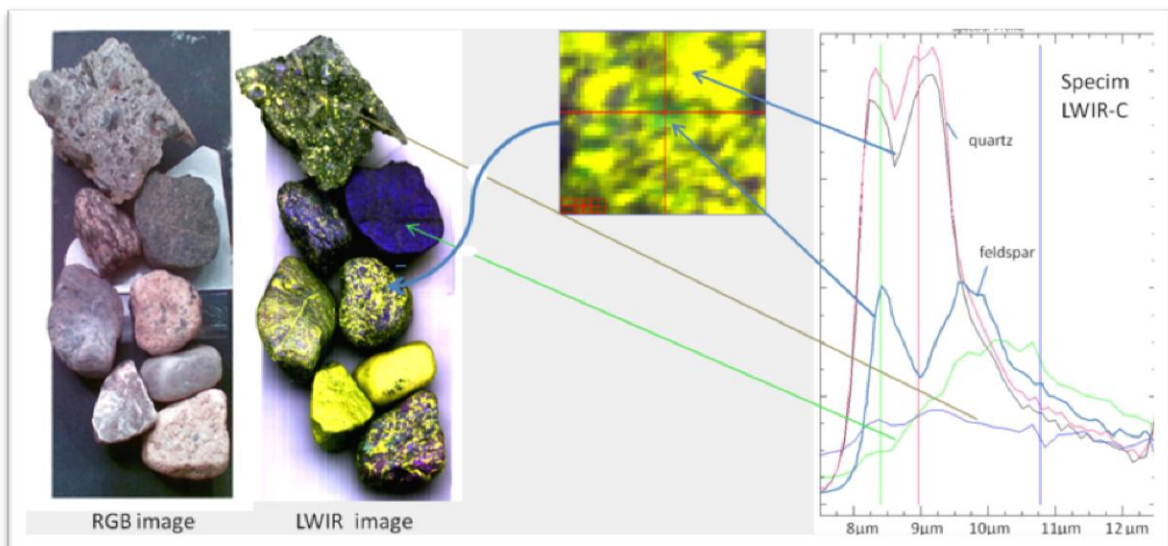 Specim
LWIR-C
quartz
feldspar
8μm 9μm 10μm 11μm 12μm
RGB image
LWIR image